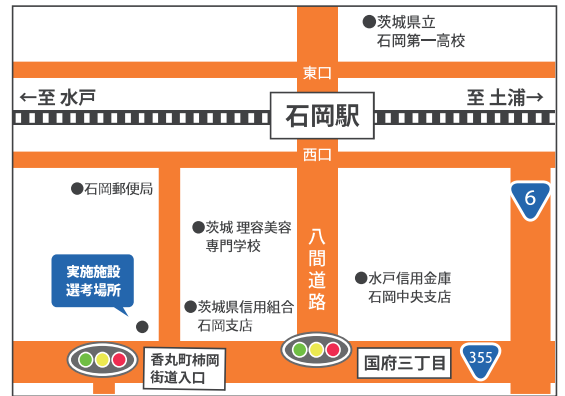 茨城県立
石岡第一高校
東口
←至 水戸
至 土浦→
石岡駅
西口
石岡郵便局
6
茨城 理容美容
専門学校
八間道路
実施施設
選考場所
水戸信用金庫
石岡中央支店
茨城県信用組合
石岡支店
香丸町柿岡
街道入口
国府三丁目
355